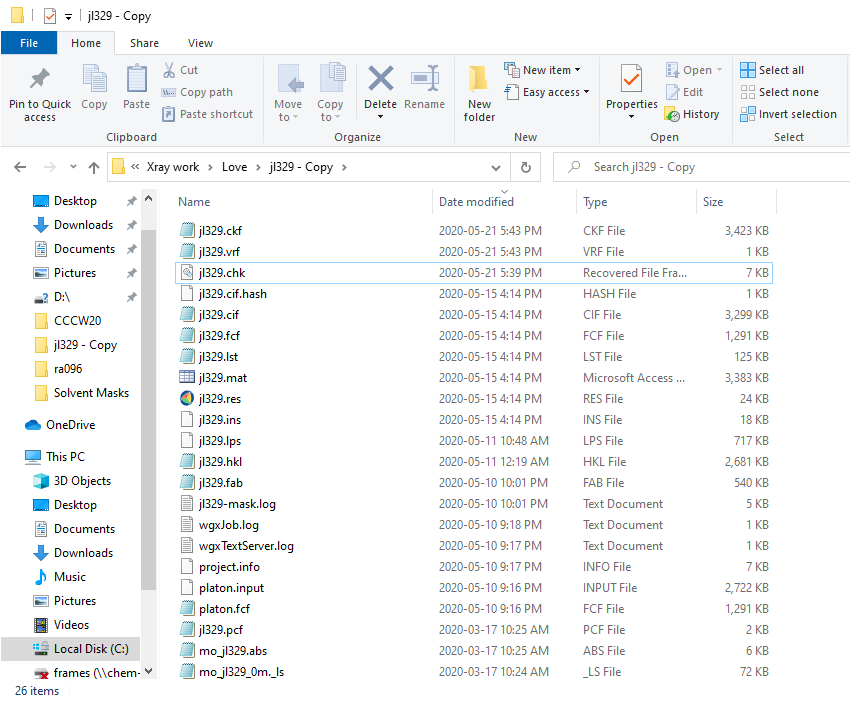 jl329 - Copy
File Home Share View
Pin to Quick access
Copy
Paste
Cut
Copy path
Paste shortcut
Clipboard
Move to
Copy to
Delete
Rename
Organize
New folder
New item
Easy access
New
Properties
Open
Edit
History
Open
Select all
Select none
Invert selection
Select
« Xray work › Love › jl329 - Copy ›
Search jl329 - Copy
Desktop
Downloads
Documents
Pictures
D:\
CCCW20
jl329 - Copy
ra096
Solvent Masks
OneDrive
This PC
3D Objects
Desktop
Documents
Downloads
Music
Pictures
Videos
Local Disk (C:)
frames (\\chem-
Name Date modified Type Size
jl329.ckf 2020-05-21 5:43 PM CKF File 3,423 KB
jl329.vrf 2020-05-21 5:43 PM VRF File 1 KB
jl329.chk 2020-05-21 5:39 PM Recovered File Fra... 7 KB
jl329.cif.hash 2020-05-15 4:14 PM HASH File 1 KB
jl329.cif 2020-05-15 4:14 PM CIF File 3,299 KB
jl329.fcf 2020-05-15 4:14 PM FCF File 1,291 KB
jl329.lst 2020-05-15 4:14 PM LST File 125 KB
jl329.mat 2020-05-15 4:14 PM Microsoft Access ... 3,383 KB
jl329.res 2020-05-15 4:14 PM RES File 24 KB
jl329.ins 2020-05-15 4:14 PM INS File 18 KB
jl329.lps 2020-05-11 10:48 AM LPS File 717 KB
jl329.hkl 2020-05-11 12:19 AM HKL File 2,681 KB
jl329.fab 2020-05-10 10:01 PM FAB File 540 KB
jl329-mask.log 2020-05-10 10:01 PM Text Document 5 KB
wgxJob.log 2020-05-10 9:18 PM Text Document 1 KB
wgxTextServer.log 2020-05-10 9:17 PM Text Document 1 KB
project.info 2020-05-10 9:17 PM INFO File 7 KB
platon.input 2020-05-10 9:16 PM INPUT File 2,722 KB
platon.fcf 2020-05-10 9:16 PM FCF File 1,291 KB
jl329.pcf 2020-03-17 10:25 AM PCF File 2 KB
mo_jl329.abs 2020-03-17 10:25 AM ABS File 6 KB
mo_jl329_0m._ls 2020-03-17 10:24 AM _LS File 72 KB
26 items